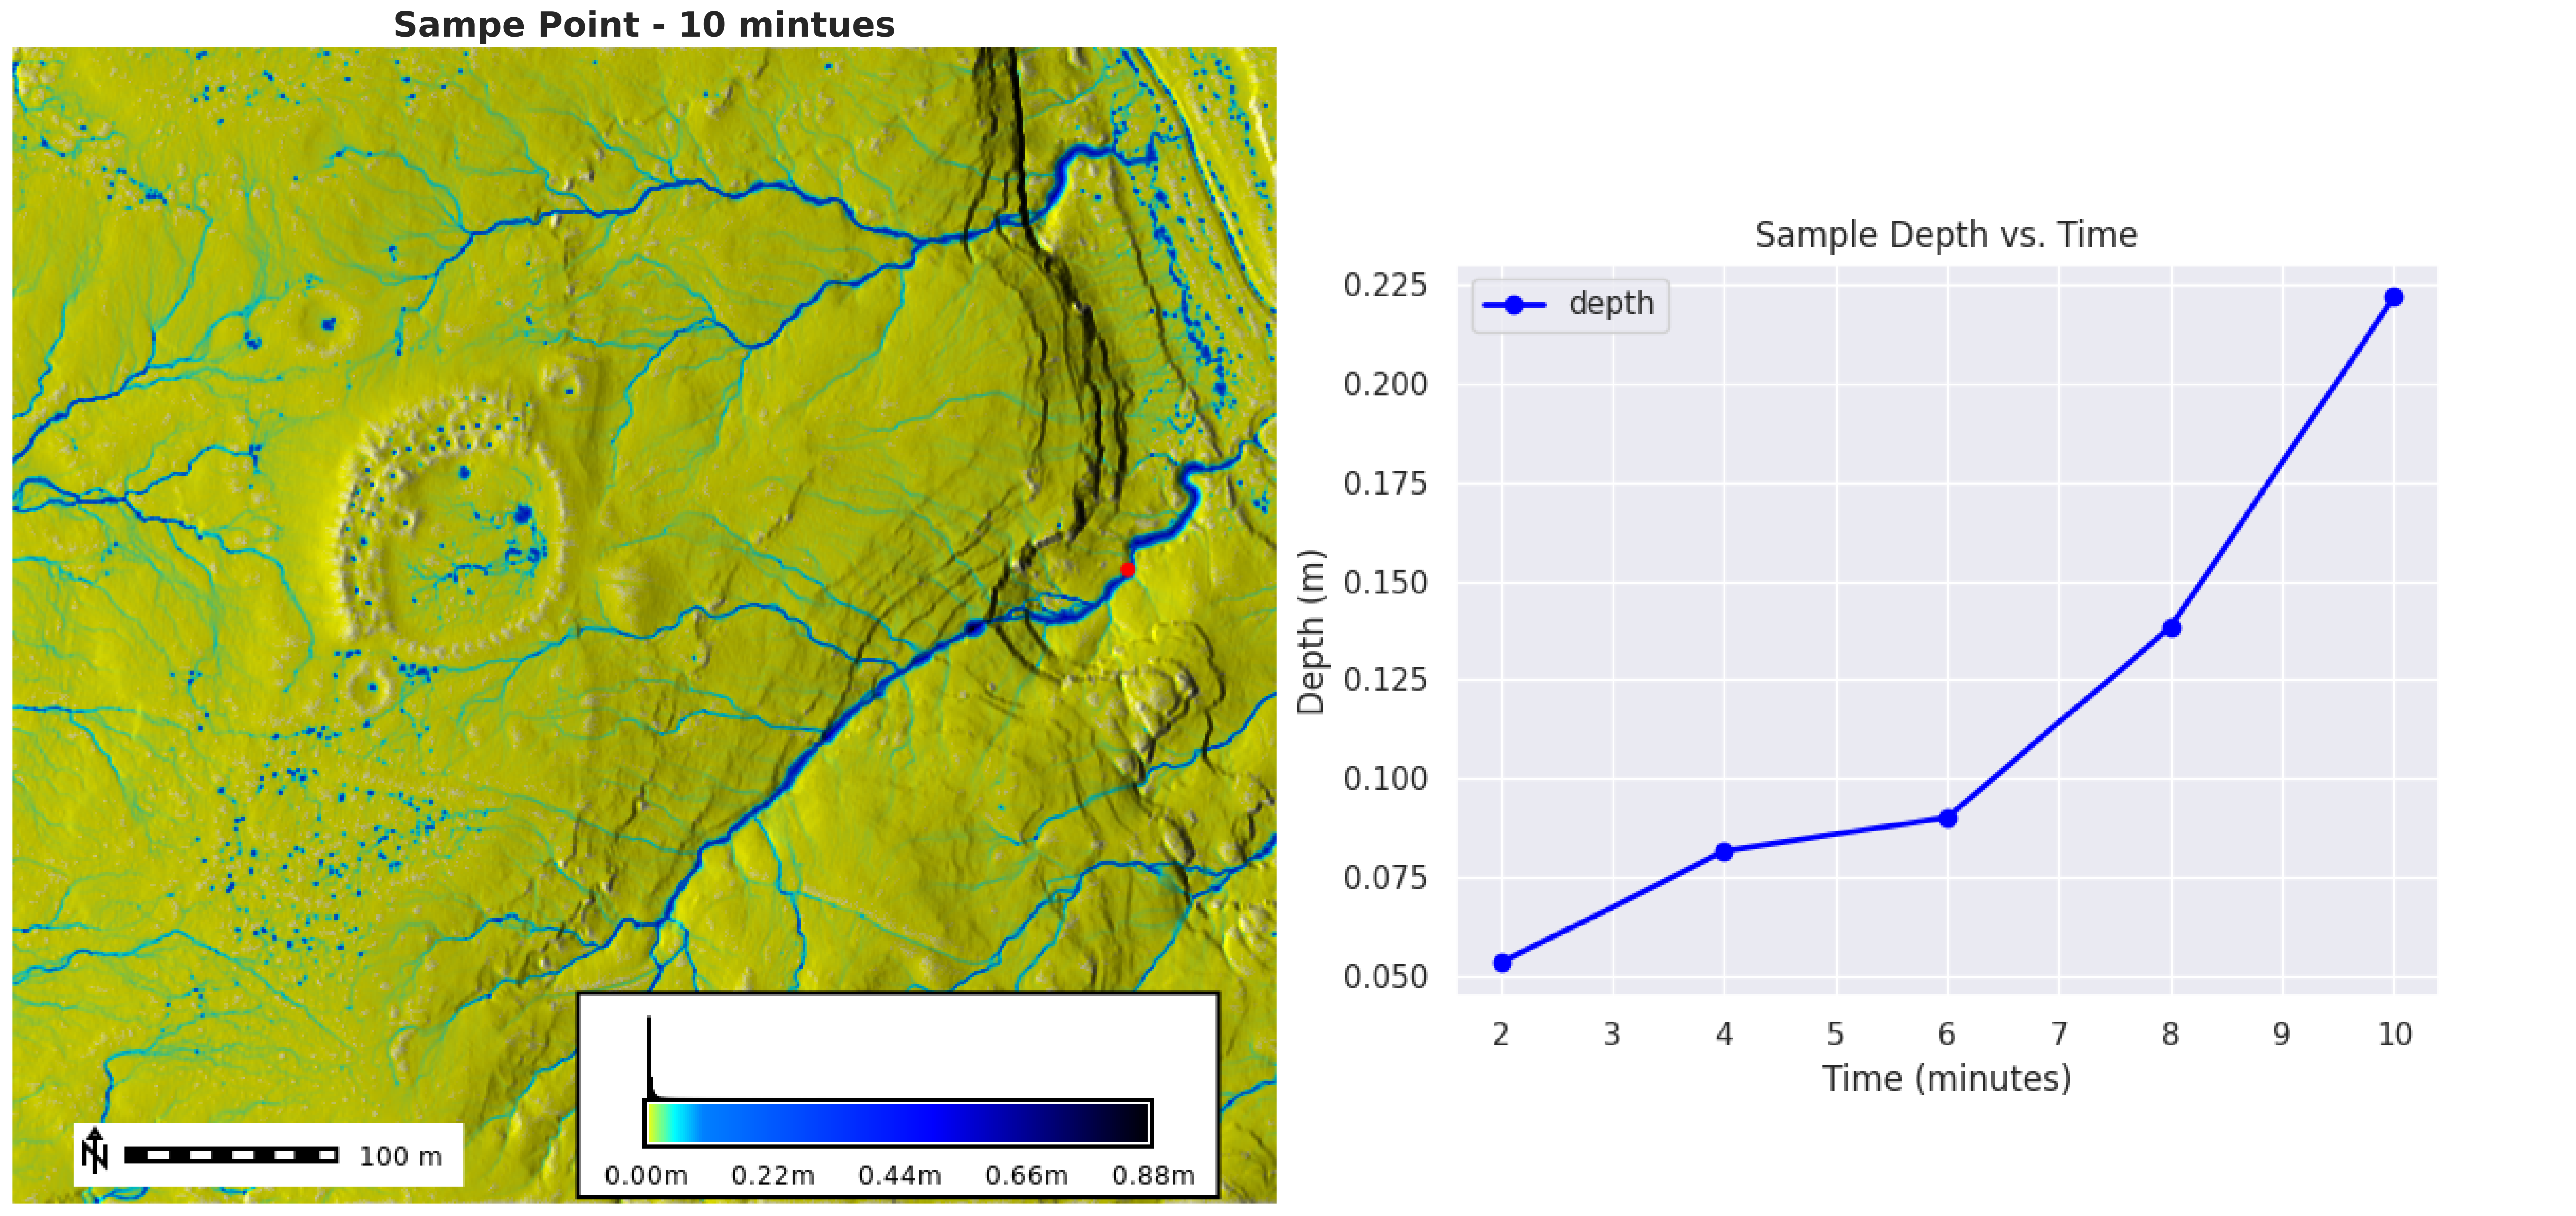 Sampe Point - 10 mintues
N
100 m
0.00m 0.22m 0.44m 0.66m 0.88m
Sample Depth vs. Time
depth
Depth (m)
0.225
0.200
0.175
0.150
0.125
0.100
0.075
0.050
2 3 4 5 6 7 8 9 10
Time (minutes)